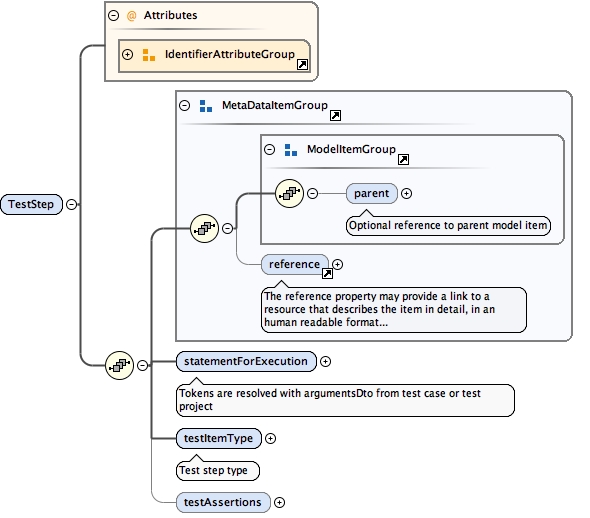 Attributes
IdentifierAttributeGroup
MetaDataItemGroup
ModelItemGroup
parent
Optional reference to parent model item
TestStep
reference
The reference property may provide a link to a
resource that describes the item in detail, in an
human readable format...
statementForExecution
Tokens are resolved with argumentsDto from test case or test
project
testItemType
Test step type
testAssertions